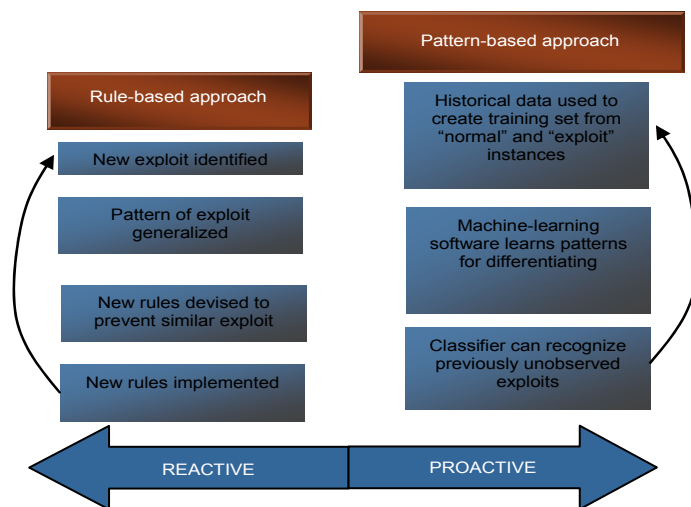 Rule-based approach
New exploit identified
Pattern of exploit
generalized
New rules devised to
prevent similar exploit
New rules implemented
Pattern-based approach
Historical data used to
create training set from
“normal” and “exploit”
instances
Machine-learning
software learns patterns
for differentiating
Classifier can recognize
previously unobserved
exploits
REACTIVE
PROACTIVE